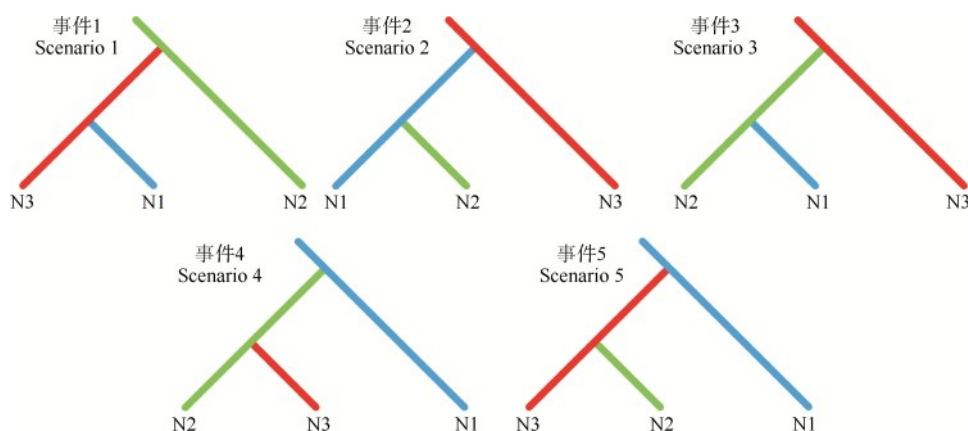 事件1
Scenario 1
事件2
Scenario 2
事件3
Scenario 3
N3
N1
N2
N1
N2
N3
N2
N1
N3
事件4
Scenario 4
事件5
Scenario 5
N2
N3
N1
N3
N2
N1